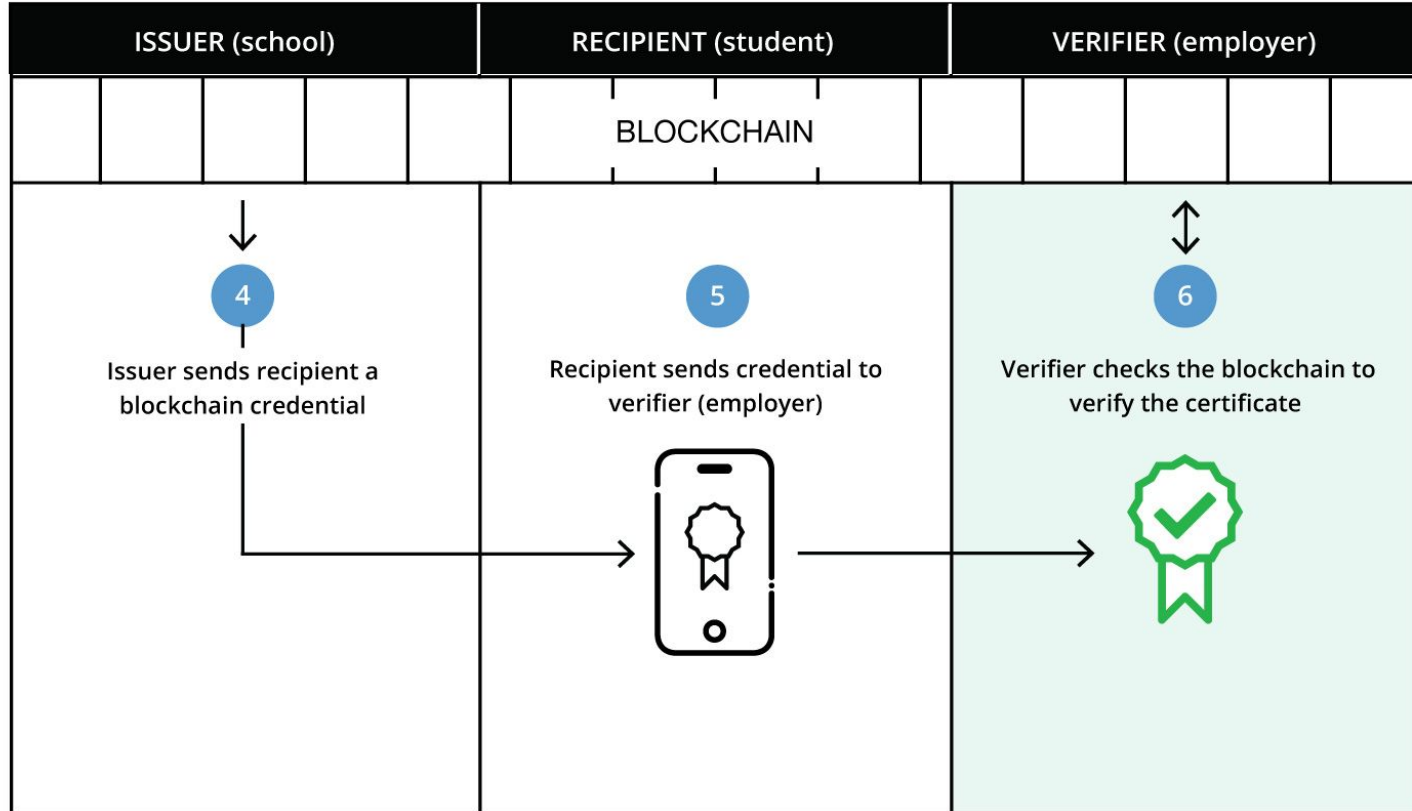 ISSUER (school)
RECIPIENT (student)
VERIFIER (employer)
BLOCKCHAIN
4
Issuer sends recipient a
blockchain credential
5
Recipient sends credential to
verifier (employer)
6
Verifier checks the blockchain to
verify the certificate